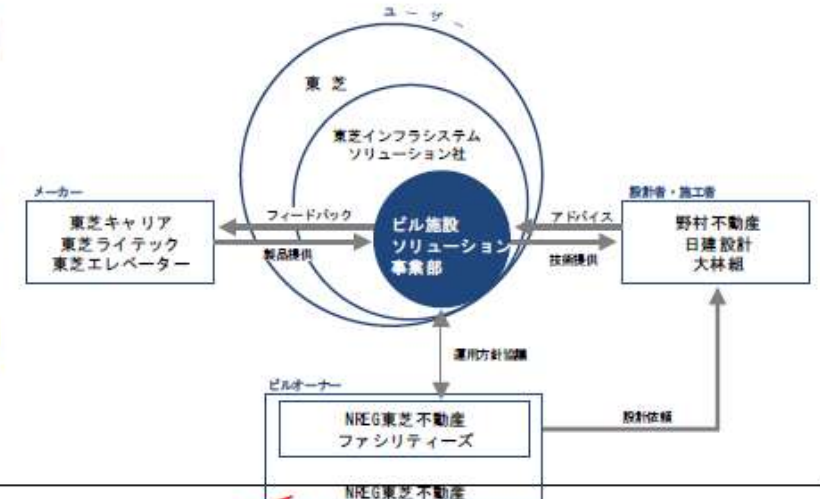 ユーザー
東 芝
東芝インフラシステム
ソリューション社
メーカー
東芝キャリア
東芝ライテック
東芝エレベーター
フィードバック
製品提供
ビル施設
ソリューション
事業部
アドバイス
技術提供
設計者・施工者
野村不動産
日建設計
大林組
運用方針協議
ビルオーナー
NREG東芝不動産
ファシリティーズ
設計依頼
NREG東芝不動産